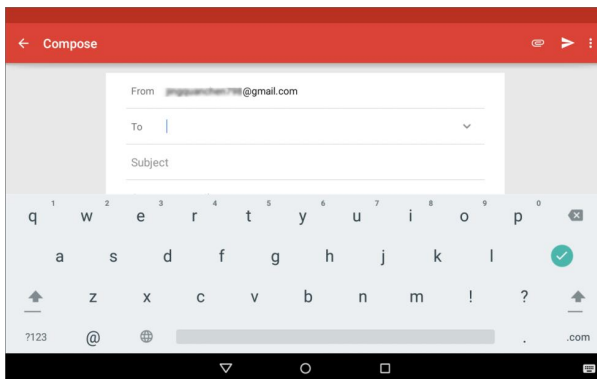 Compose
From @gmail.com
To
Subject
1 2 3 4 5 6 7 8 9 0
q w e r t y u i o p
a s d f g h j k l
z x c v b n m ! ?
?123 @ . .com